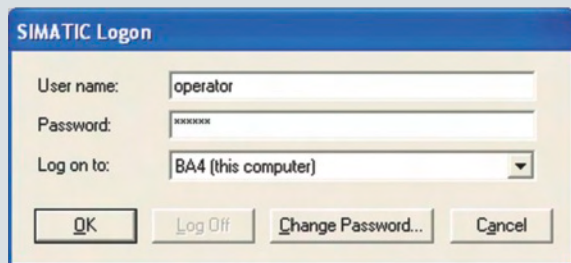 SIMATIC Logon
User name: operator
Password: ******
Log on to: BA4 (this computer)
OK Log Off Change Password... Cancel